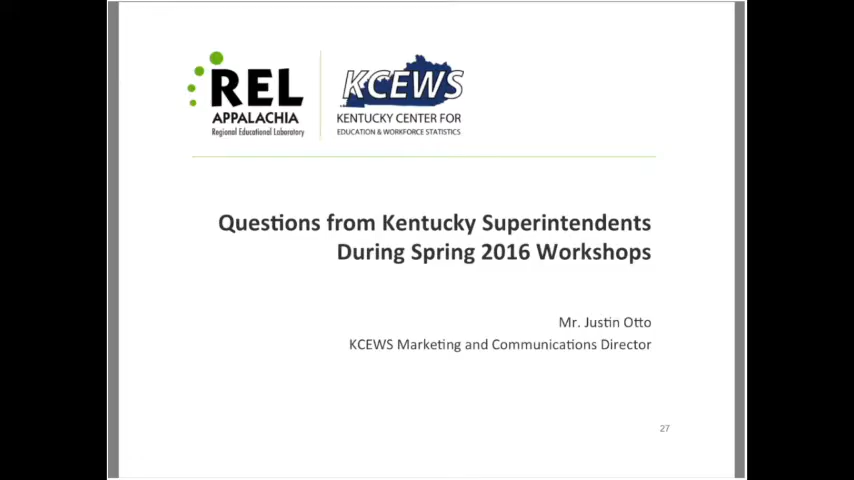 REL
APPALACHIA
Regional Educational Laboratory
KCEWS
KENTUCKY CENTER FOR
EDUCATION & WORKFORCE STATISTICS
Questions from Kentucky Superintendents
During Spring 2016 Workshops
Mr. Justin Otto
KCEWS Marketing and Communications Director
27